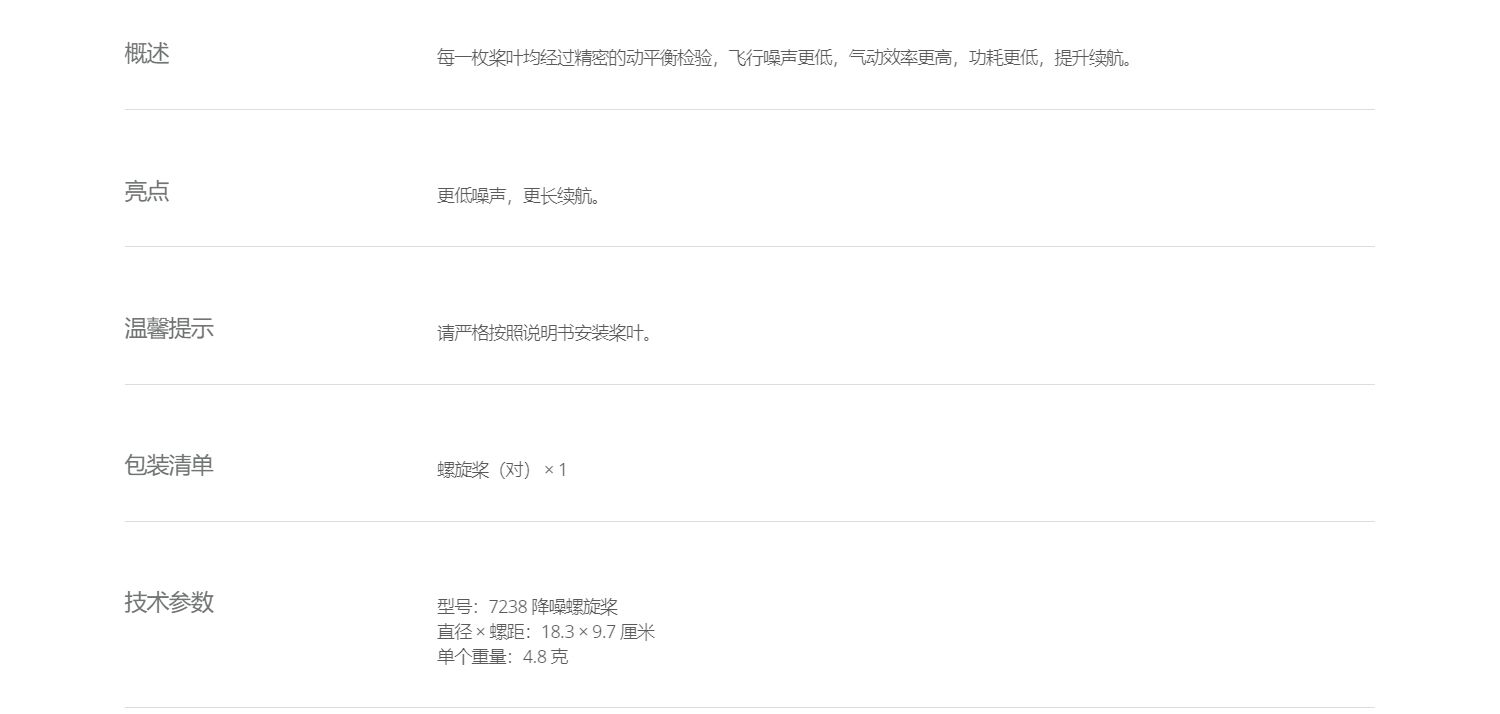 概述
每一枚桨叶均经过精密的动平衡检验，飞行噪声更低，气动效率更高，功耗更低，提升续航。
亮点
更低噪声，更长续航。
温馨提示
请严格按照说明书安装桨叶。
包装清单
螺旋桨（对） × 1
技术参数
型号：7238 降噪螺旋桨
直径 × 螺距：18.3 × 9.7 厘米
单个重量：4.8 克